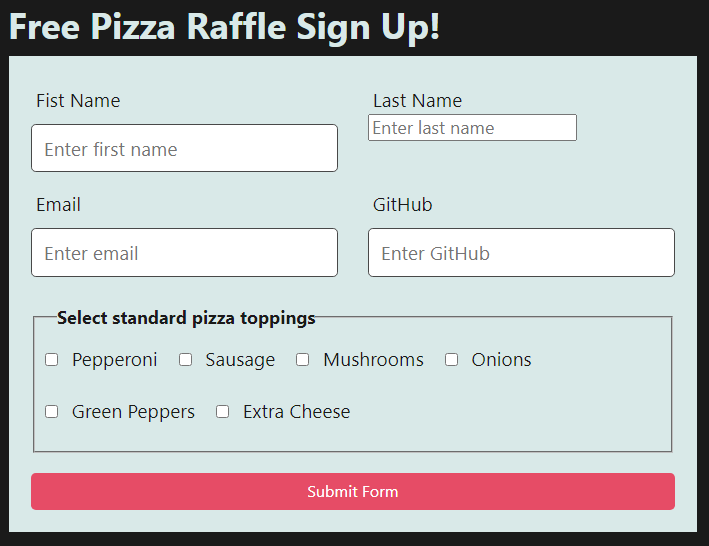 Free Pizza Raffle Sign Up!
Fist Name Last Name
Enter first name Enter last name
Email GitHub
Enter email Enter GitHub
Select standard pizza toppings
Pepperoni Sausage Mushrooms Onions
Green Peppers Extra Cheese
Submit Form